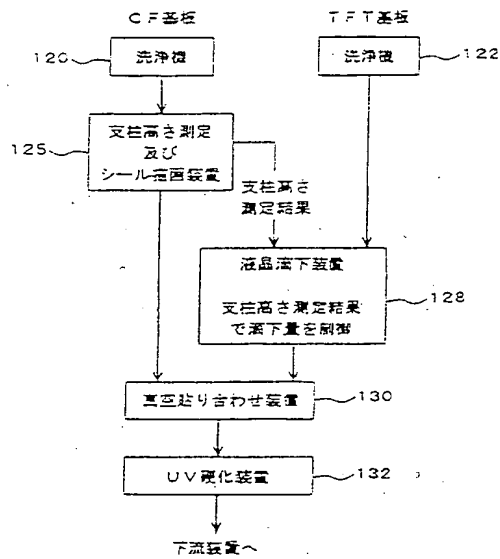 CF基板
TFT基板
120
洗浄機
洗浄機
122
125
支柱高さ測定
及び
シール描画装置
支柱高さ
測定結果
液晶滴下装置
支柱高さ測定結果
で滴下量を制御
128
真空貼り合わせ装置
130
UV硬化装置
132
下流装置へ